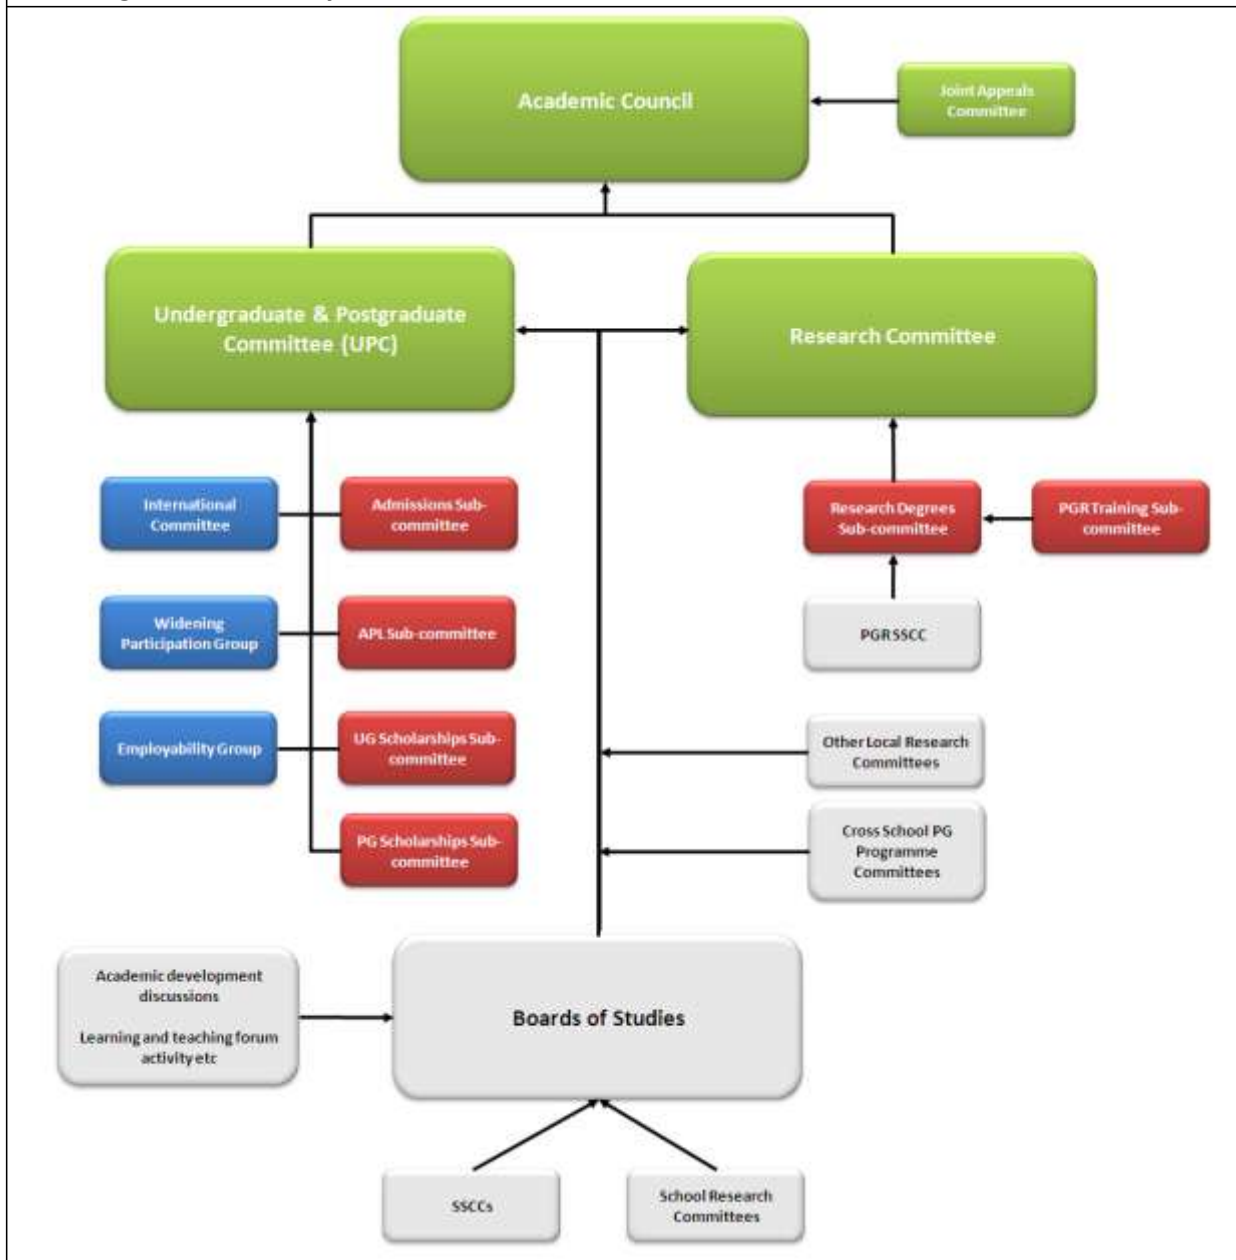 Academic Council
Joint Appeals
Committee
Undergraduate & Postgraduate
Committee (UPC)
Research Committee
International
Committee
Admissions Sub-
committee
Research Degrees
Sub-committee
PGR Training Sub-
committee
Widening
Participation Group
APL Sub-committee
PGR SSCC
Employability Group
UG Scholarships Sub-
committee
Other Local Research
Committees
PG Scholarships Sub-
committee
Cross School PG
Programme
Committees
Academic development
discussions
Learning and teaching forum
activity etc
Boards of Studies
SSCCs
School Research
Committees